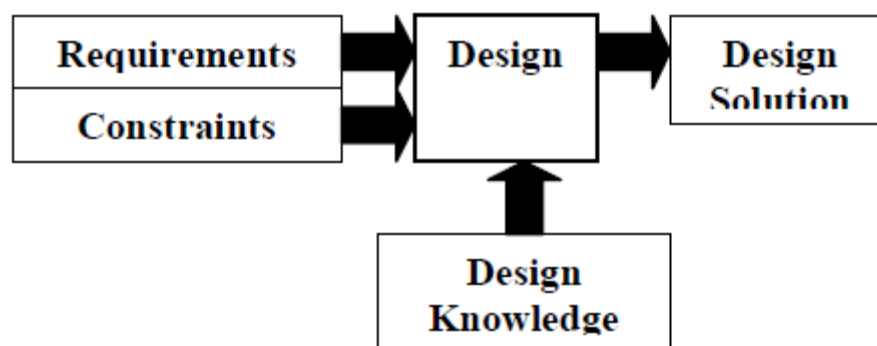 Requirements
Constraints
Design
Design
Solution
Design
Knowledge